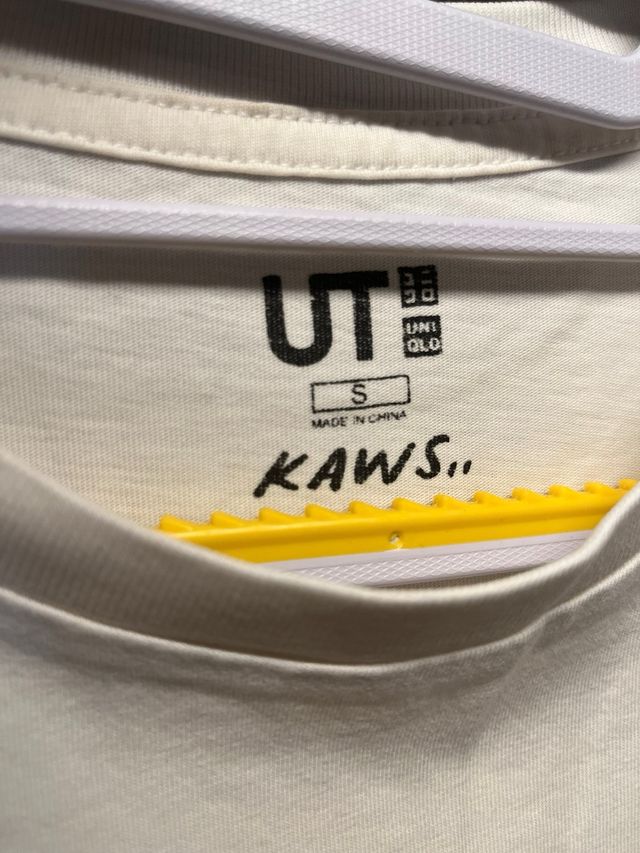 UT ユニクロ
UNI
QLO
S
MADE IN CHINA
KAWS..